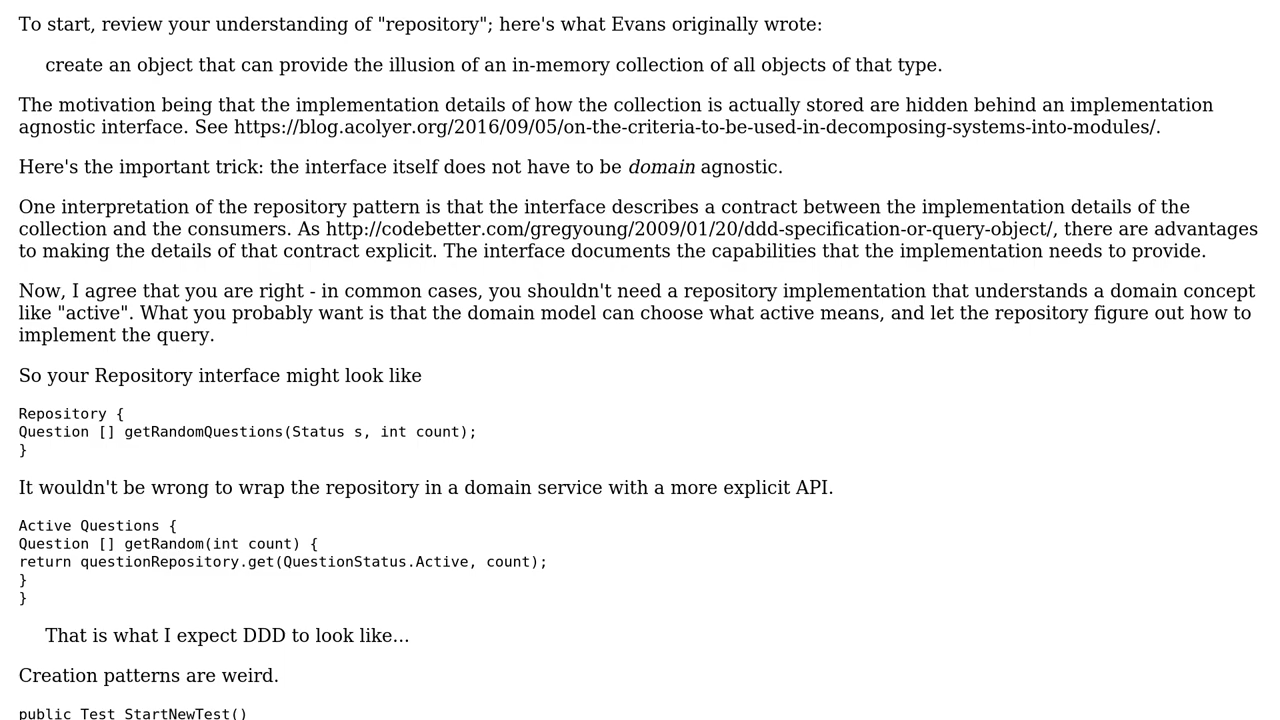 To start, review your understanding of "repository"; here's what Evans originally wrote:
create an object that can provide the illusion of an in-memory collection of all objects of that type.
The motivation being that the implementation details of how the collection is actually stored are hidden behind an implementation
agnostic interface. See https://blog.acolyer.org/2016/09/05/on-the-criteria-to-be-used-in-decomposing-systems-into-modules/.
Here's the important trick: the interface itself does not have to be domain agnostic.
One interpretation of the repository pattern is that the interface describes a contract between the implementation details of the
collection and the consumers. As http://codebetter.com/gregyoung/2009/01/20/ddd-specification-or-query-object/, there are advantages
to making the details of that contract explicit. The interface documents the capabilities that the implementation needs to provide.
Now, I agree that you are right - in common cases, you shouldn't need a repository implementation that understands a domain concept
like "active". What you probably want is that the domain model can choose what active means, and let the repository figure out how to
implement the query.
So your Repository interface might look like
Repository {
Question [] getRandomQuestions(Status s, int count);
}
It wouldn't be wrong to wrap the repository in a domain service with a more explicit API.
Active Questions {
Question [] getRandom(int count) {
return questionRepository.get(QuestionStatus.Active, count);
}
}
That is what I expect DDD to look like...
Creation patterns are weird.
public Test StartNewTest()